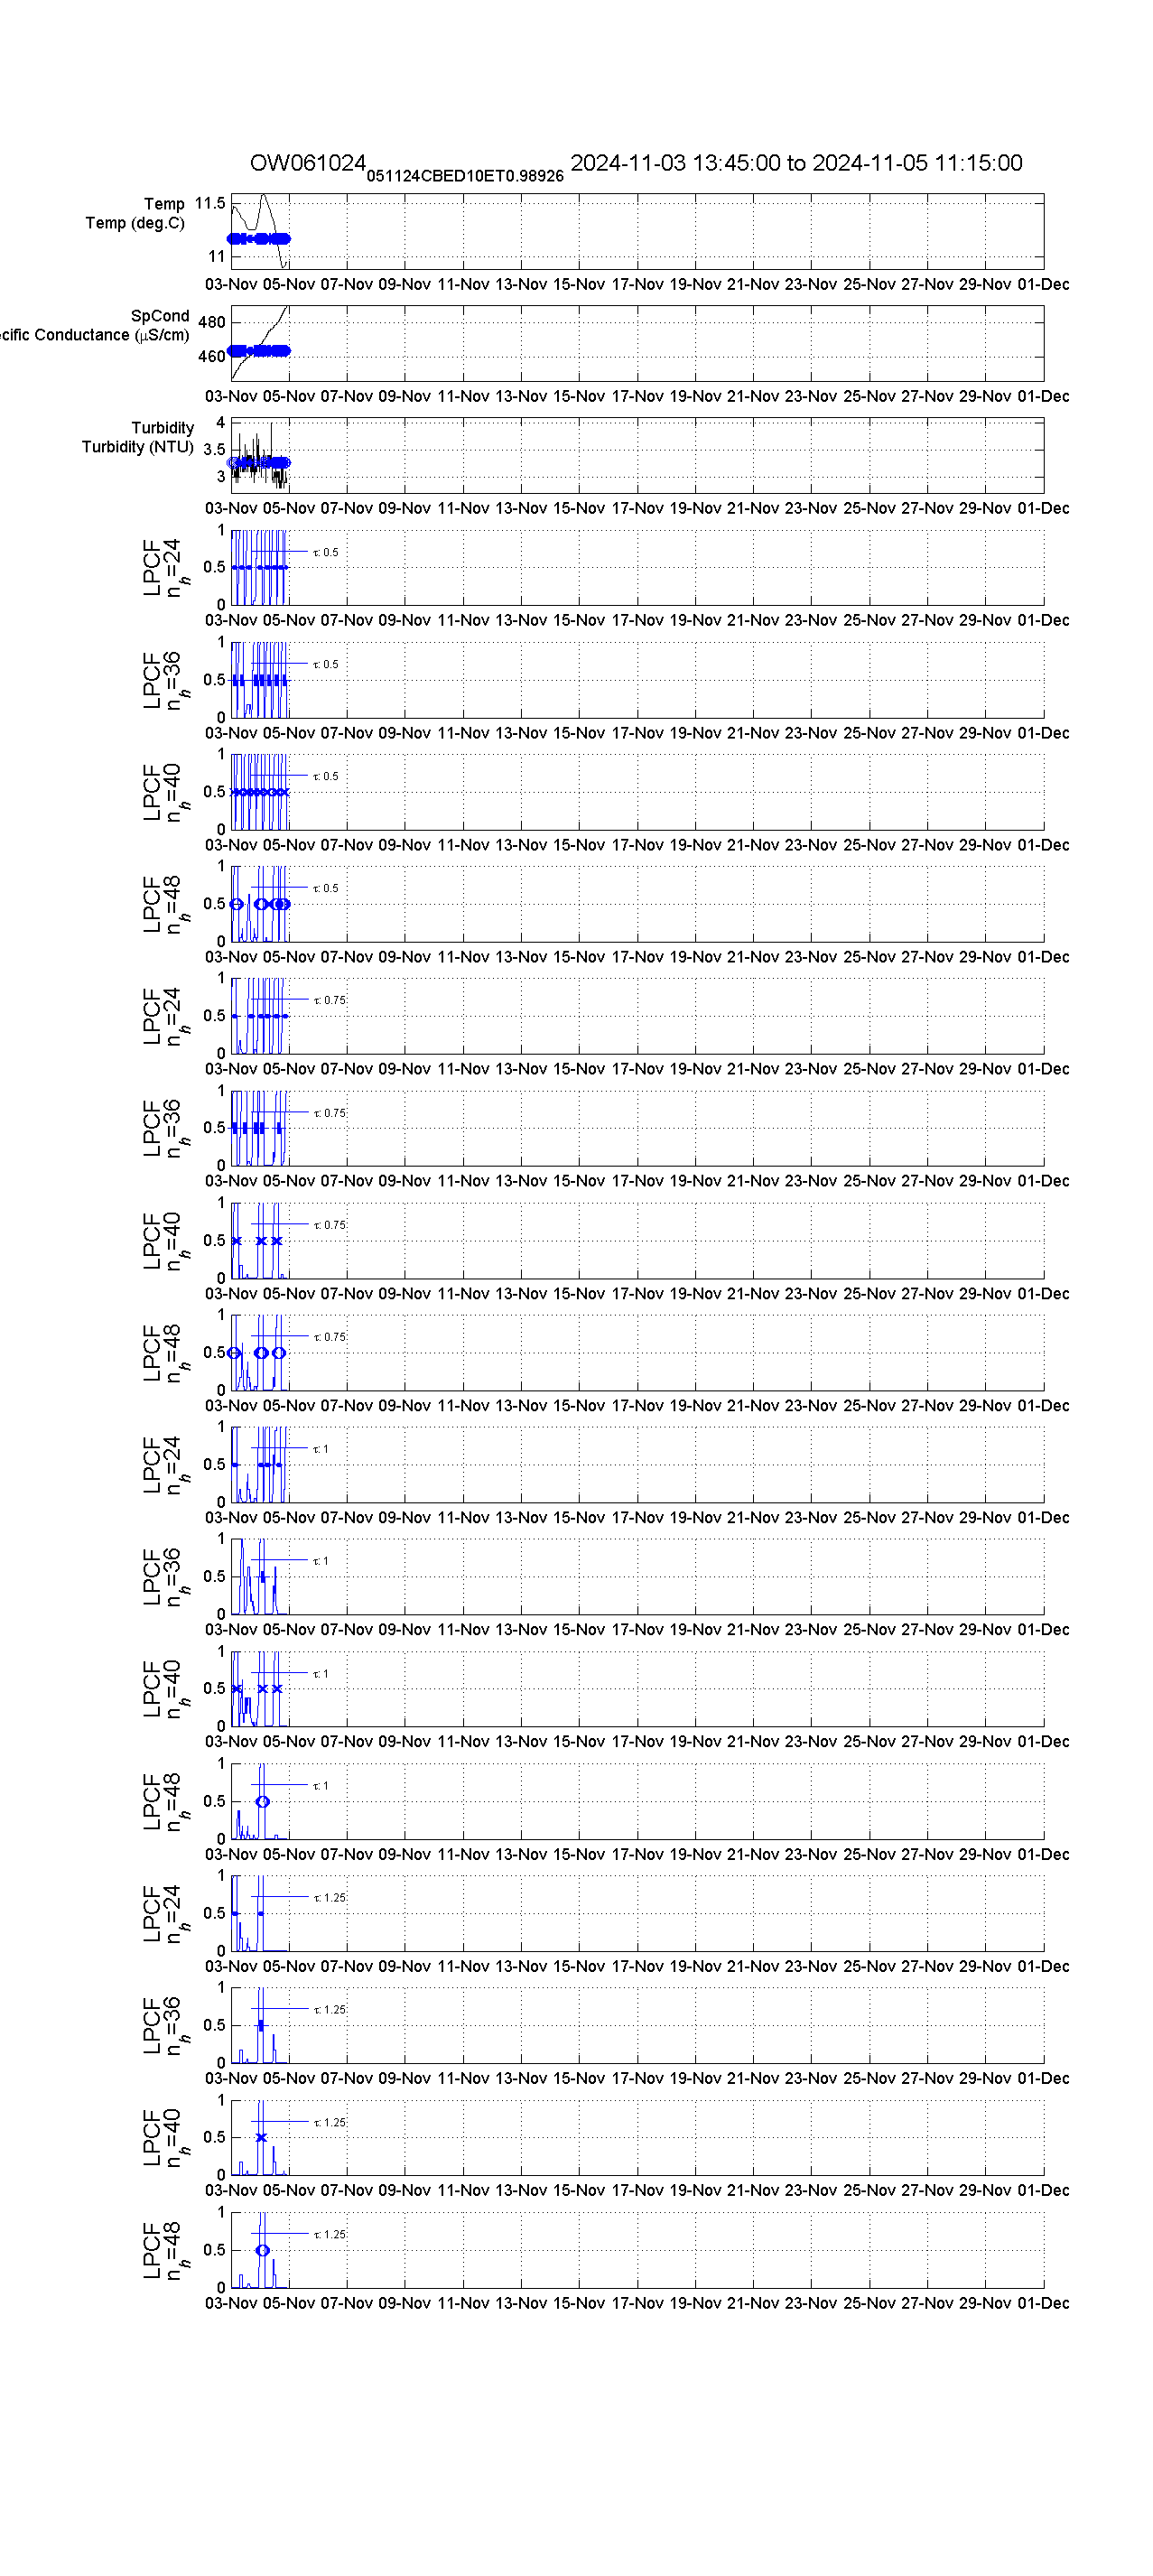 OW061024051124CBED10ET0.98926 2024-11-03 13:45:00 to 2024-11-05 11:15:00
Temp
Temp (deg.C)
11.5
11
03-Nov 05-Nov 07-Nov 09-Nov 11-Nov 13-Nov 15-Nov 17-Nov 19-Nov 21-Nov 23-Nov 25-Nov 27-Nov 29-Nov 01-Dec
SpCond
cific Conductance (μS/cm)
480
460
03-Nov 05-Nov 07-Nov 09-Nov 11-Nov 13-Nov 15-Nov 17-Nov 19-Nov 21-Nov 23-Nov 25-Nov 27-Nov 29-Nov 01-Dec
Turbidity
Turbidity (NTU)
4
3.5
3
03-Nov 05-Nov 07-Nov 09-Nov 11-Nov 13-Nov 15-Nov 17-Nov 19-Nov 21-Nov 23-Nov 25-Nov 27-Nov 29-Nov 01-Dec
LPCF
nh=24
1
0.5
0
τ: 0.5
03-Nov 05-Nov 07-Nov 09-Nov 11-Nov 13-Nov 15-Nov 17-Nov 19-Nov 21-Nov 23-Nov 25-Nov 27-Nov 29-Nov 01-Dec
LPCF
nh=36
1
0.5
0
τ: 0.5
03-Nov 05-Nov 07-Nov 09-Nov 11-Nov 13-Nov 15-Nov 17-Nov 19-Nov 21-Nov 23-Nov 25-Nov 27-Nov 29-Nov 01-Dec
LPCF
nh=40
1
0.5
0
τ: 0.5
03-Nov 05-Nov 07-Nov 09-Nov 11-Nov 13-Nov 15-Nov 17-Nov 19-Nov 21-Nov 23-Nov 25-Nov 27-Nov 29-Nov 01-Dec
LPCF
nh=48
1
0.5
0
τ: 0.5
03-Nov 05-Nov 07-Nov 09-Nov 11-Nov 13-Nov 15-Nov 17-Nov 19-Nov 21-Nov 23-Nov 25-Nov 27-Nov 29-Nov 01-Dec
LPCF
nh=24
1
0.5
0
τ: 0.75
03-Nov 05-Nov 07-Nov 09-Nov 11-Nov 13-Nov 15-Nov 17-Nov 19-Nov 21-Nov 23-Nov 25-Nov 27-Nov 29-Nov 01-Dec
LPCF
nh=36
1
0.5
0
τ: 0.75
03-Nov 05-Nov 07-Nov 09-Nov 11-Nov 13-Nov 15-Nov 17-Nov 19-Nov 21-Nov 23-Nov 25-Nov 27-Nov 29-Nov 01-Dec
LPCF
nh=40
1
0.5
0
τ: 0.75
03-Nov 05-Nov 07-Nov 09-Nov 11-Nov 13-Nov 15-Nov 17-Nov 19-Nov 21-Nov 23-Nov 25-Nov 27-Nov 29-Nov 01-Dec
LPCF
nh=48
1
0.5
0
τ: 0.75
03-Nov 05-Nov 07-Nov 09-Nov 11-Nov 13-Nov 15-Nov 17-Nov 19-Nov 21-Nov 23-Nov 25-Nov 27-Nov 29-Nov 01-Dec
LPCF
nh=24
1
0.5
0
τ: 1
03-Nov 05-Nov 07-Nov 09-Nov 11-Nov 13-Nov 15-Nov 17-Nov 19-Nov 21-Nov 23-Nov 25-Nov 27-Nov 29-Nov 01-Dec
LPCF
nh=36
1
0.5
0
τ: 1
03-Nov 05-Nov 07-Nov 09-Nov 11-Nov 13-Nov 15-Nov 17-Nov 19-Nov 21-Nov 23-Nov 25-Nov 27-Nov 29-Nov 01-Dec
LPCF
nh=40
1
0.5
0
τ: 1
03-Nov 05-Nov 07-Nov 09-Nov 11-Nov 13-Nov 15-Nov 17-Nov 19-Nov 21-Nov 23-Nov 25-Nov 27-Nov 29-Nov 01-Dec
LPCF
nh=48
1
0.5
0
τ: 1
03-Nov 05-Nov 07-Nov 09-Nov 11-Nov 13-Nov 15-Nov 17-Nov 19-Nov 21-Nov 23-Nov 25-Nov 27-Nov 29-Nov 01-Dec
LPCF
nh=24
1
0.5
0
τ: 1.25
03-Nov 05-Nov 07-Nov 09-Nov 11-Nov 13-Nov 15-Nov 17-Nov 19-Nov 21-Nov 23-Nov 25-Nov 27-Nov 29-Nov 01-Dec
LPCF
nh=36
1
0.5
0
τ: 1.25
03-Nov 05-Nov 07-Nov 09-Nov 11-Nov 13-Nov 15-Nov 17-Nov 19-Nov 21-Nov 23-Nov 25-Nov 27-Nov 29-Nov 01-Dec
LPCF
nh=40
1
0.5
0
τ: 1.25
03-Nov 05-Nov 07-Nov 09-Nov 11-Nov 13-Nov 15-Nov 17-Nov 19-Nov 21-Nov 23-Nov 25-Nov 27-Nov 29-Nov 01-Dec
LPCF
nh=48
1
0.5
0
τ: 1.25
03-Nov 05-Nov 07-Nov 09-Nov 11-Nov 13-Nov 15-Nov 17-Nov 19-Nov 21-Nov 23-Nov 25-Nov 27-Nov 29-Nov 01-Dec